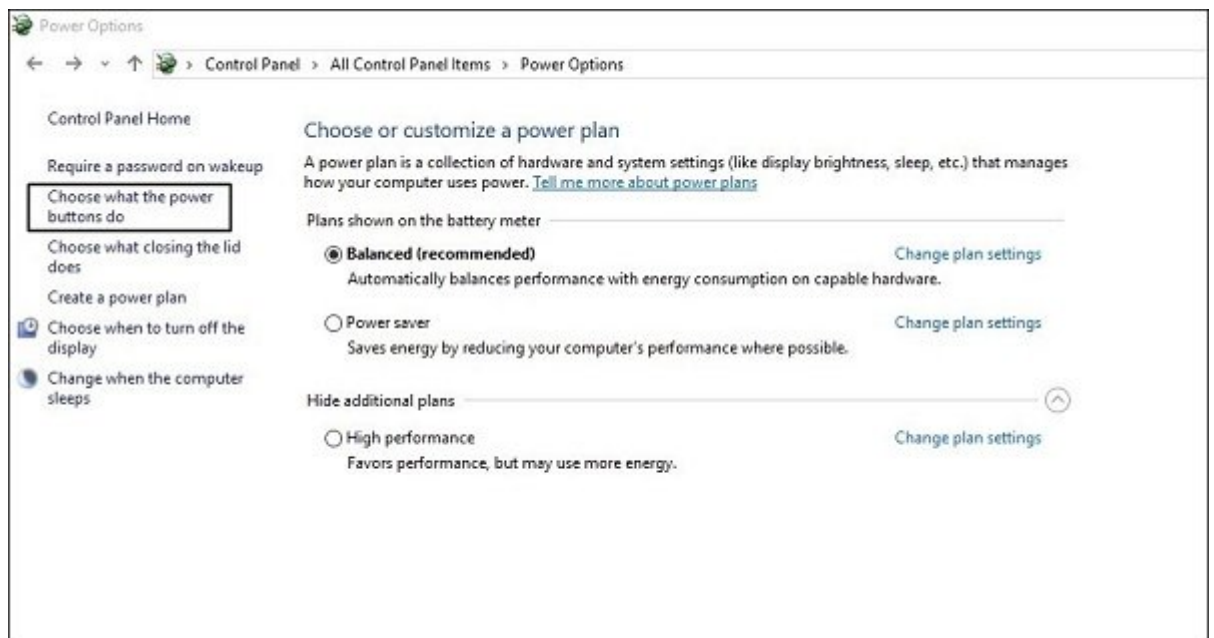 Power Options
Control Panel > All Control Panel Items > Power Options
Control Panel Home
Require a password on wakeup
Choose what the power
buttons do
Choose what closing the lid
does
Create a power plan
Choose when to turn off the
display
Change when the computer
sleeps
Choose or customize a power plan
A power plan is a collection of hardware and system settings (like display brightness, sleep, etc.) that manages
how your computer uses power. Tell me more about power plans
Plans shown on the battery meter
Balanced (recommended) Change plan settings
Automatically balances performance with energy consumption on capable hardware.
Power saver Change plan settings
Saves energy by reducing your computer's performance where possible.
Hide additional plans
High performance Change plan settings
Favors performance, but may use more energy.